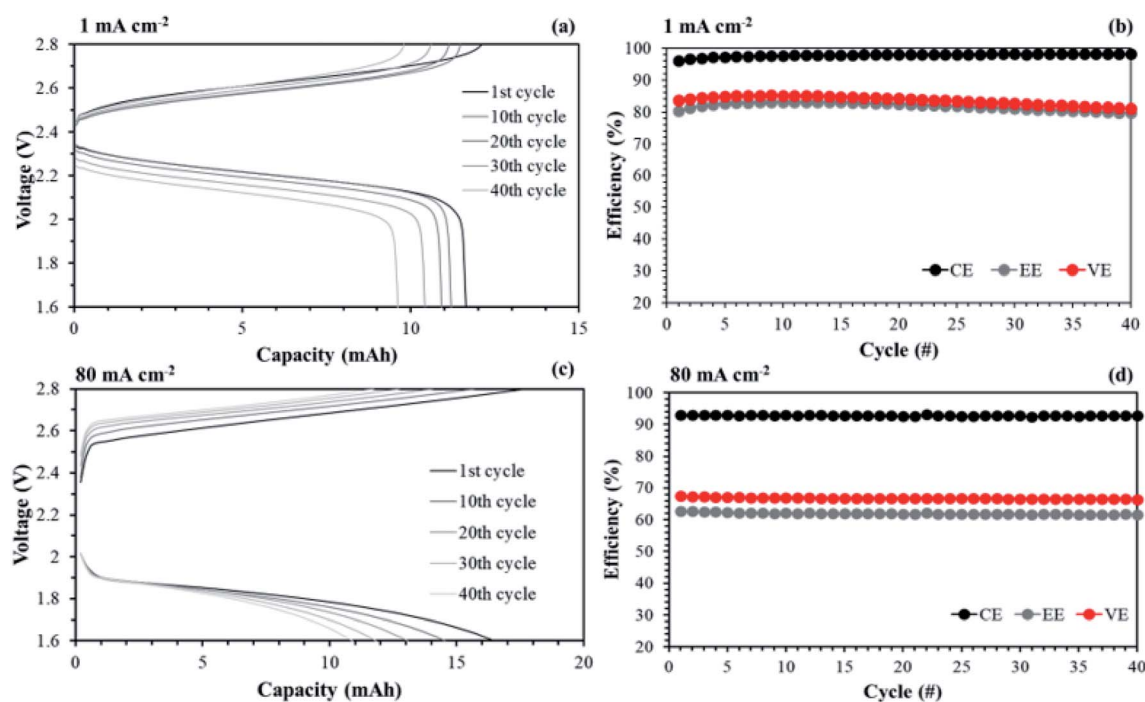 1 mA cm-2 (a)
2.8
2.6
2.4
2.2
2
1.8
1.6
Voltage (V)
1st cycle
10th cycle
20th cycle
30th cycle
40th cycle
0 5 10 15
Capacity (mAh)
1 mA cm-2 (b)
100
90
80
70
60
50
40
30
20
Efficiency (%)
CE EE VE
0 5 10 15 20 25 30 35 40
Cycle (#)
80 mA cm-2 (c)
2.8
2.6
2.4
2.2
2
1.8
1.6
Voltage (V)
1st cycle
10th cycle
20th cycle
30th cycle
40th cycle
0 5 10 15 20
Capacity (mAh)
80 mA cm-2 (d)
100
90
80
70
60
50
40
30
20
Efficiency (%)
CE EE VE
0 5 10 15 20 25 30 35 40
Cycle (#)